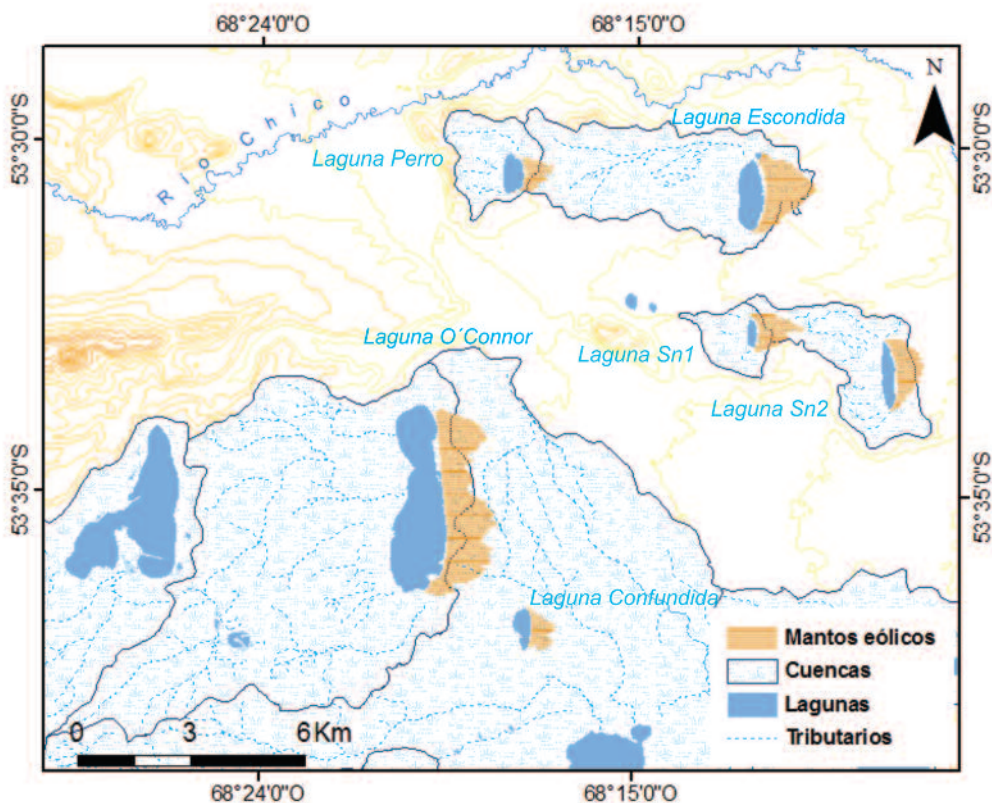 68°24'0"O 68°15'0"O
N
Río Chico
Laguna Escondida
53°30'0"S
53°30'0"S
Laguna Perro
Laguna O´Connor
Laguna Sn1
Laguna Sn2
53°35'0"S
53°35'0"S
Laguna Confundida
Mantos eólicos
Cuencas
Lagunas
Tributarios
0 3 6 Km
68°24'0"O 68°15'0"O